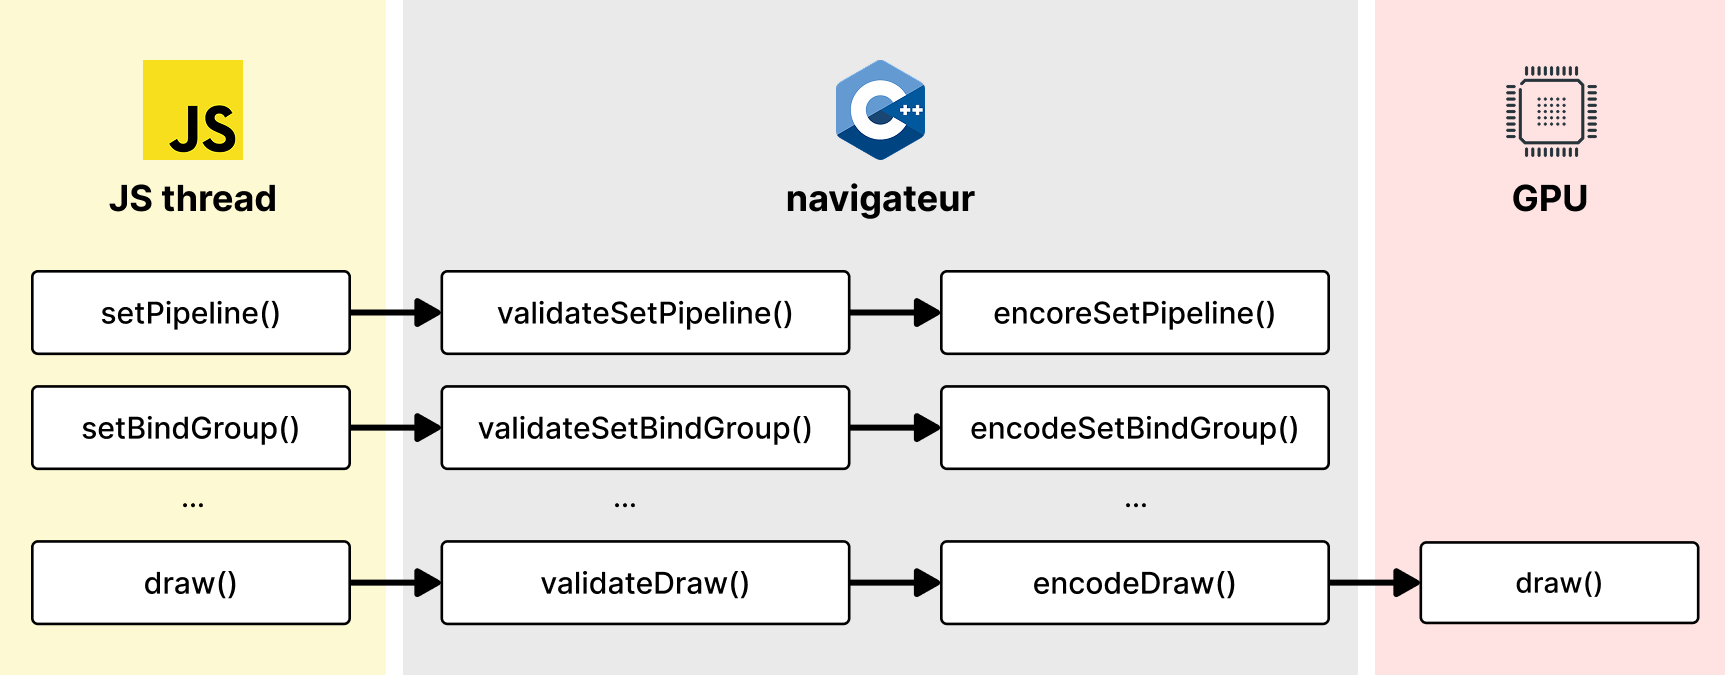 JS
JS thread
C++
navigateur
GPU
setPipeline()
validateSetPipeline()
encoreSetPipeline()
setBindGroup()
validateSetBindGroup()
encodeSetBindGroup()
...
...
...
draw()
validateDraw()
encodeDraw()
draw()